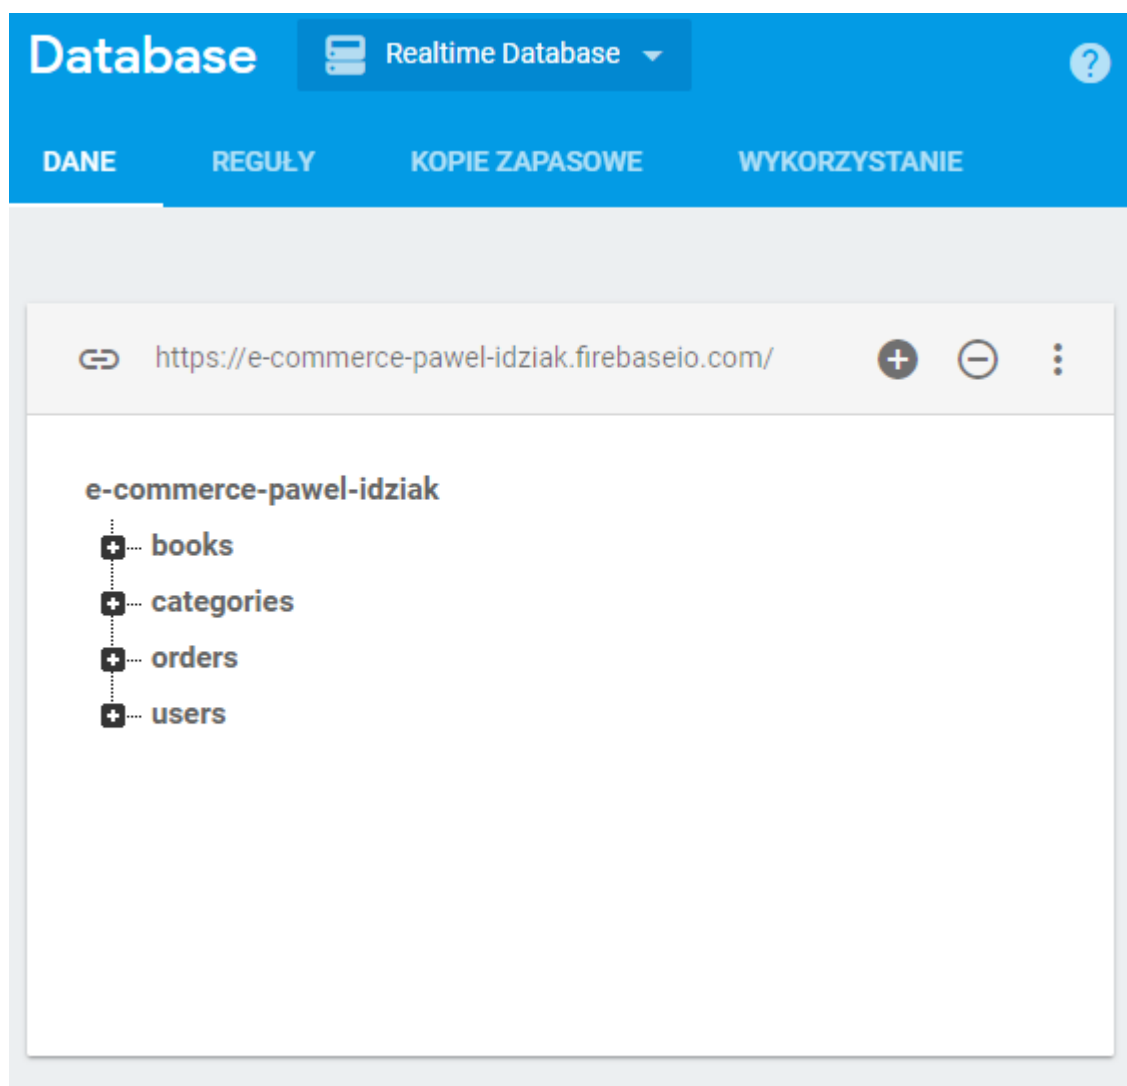 Database Realtime Database
DANE REGUŁY KOPIE ZAPASOWE WYKORZYSTANIE
https://e-commerce-pawel-idziak.firebaseio.com/
e-commerce-pawel-idziak
books
categories
orders
users